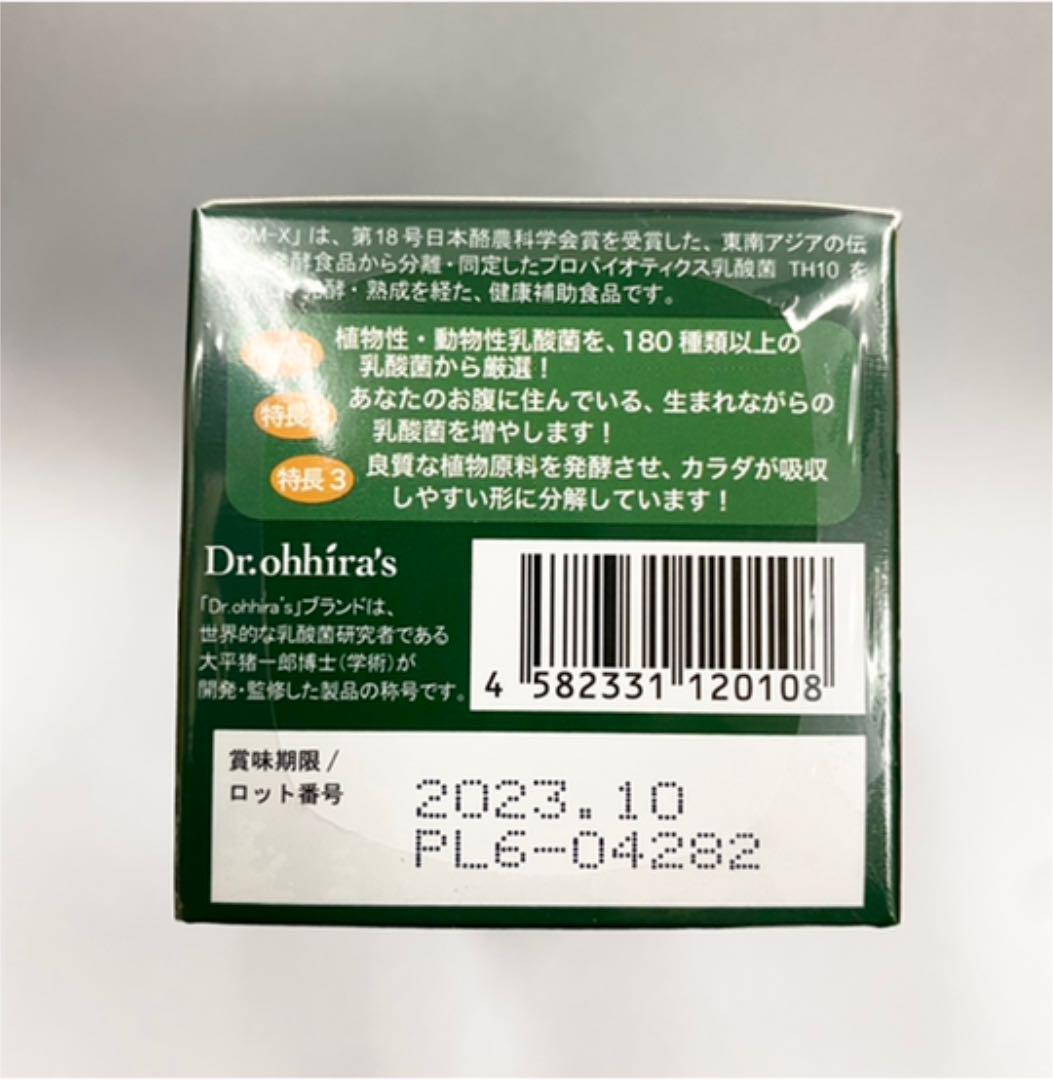 OM-X」は、第18号日本酪農科学会賞を受賞した、東南アジアの伝
発酵食品から分離・同定したプロバイオティクス乳酸菌 TH10 を
発酵・熟成を経た、健康補助食品です。
植物性・動物性乳酸菌を、180種類以上の
乳酸菌から厳選！
特長2 あなたのお腹に住んでいる、生まれながらの
乳酸菌を増やします！
特長3 良質な植物原料を発酵させ、カラダが吸収
しやすい形に分解しています！
Dr.ohhira's
「Dr.ohhira's」ブランドは、
世界的な乳酸菌研究者である
大平猪一郎博士（学術）が
開発・監修した製品の称号です。
4 582331 120108
賞味期限/
ロット番号
2023.10
PL6-04282